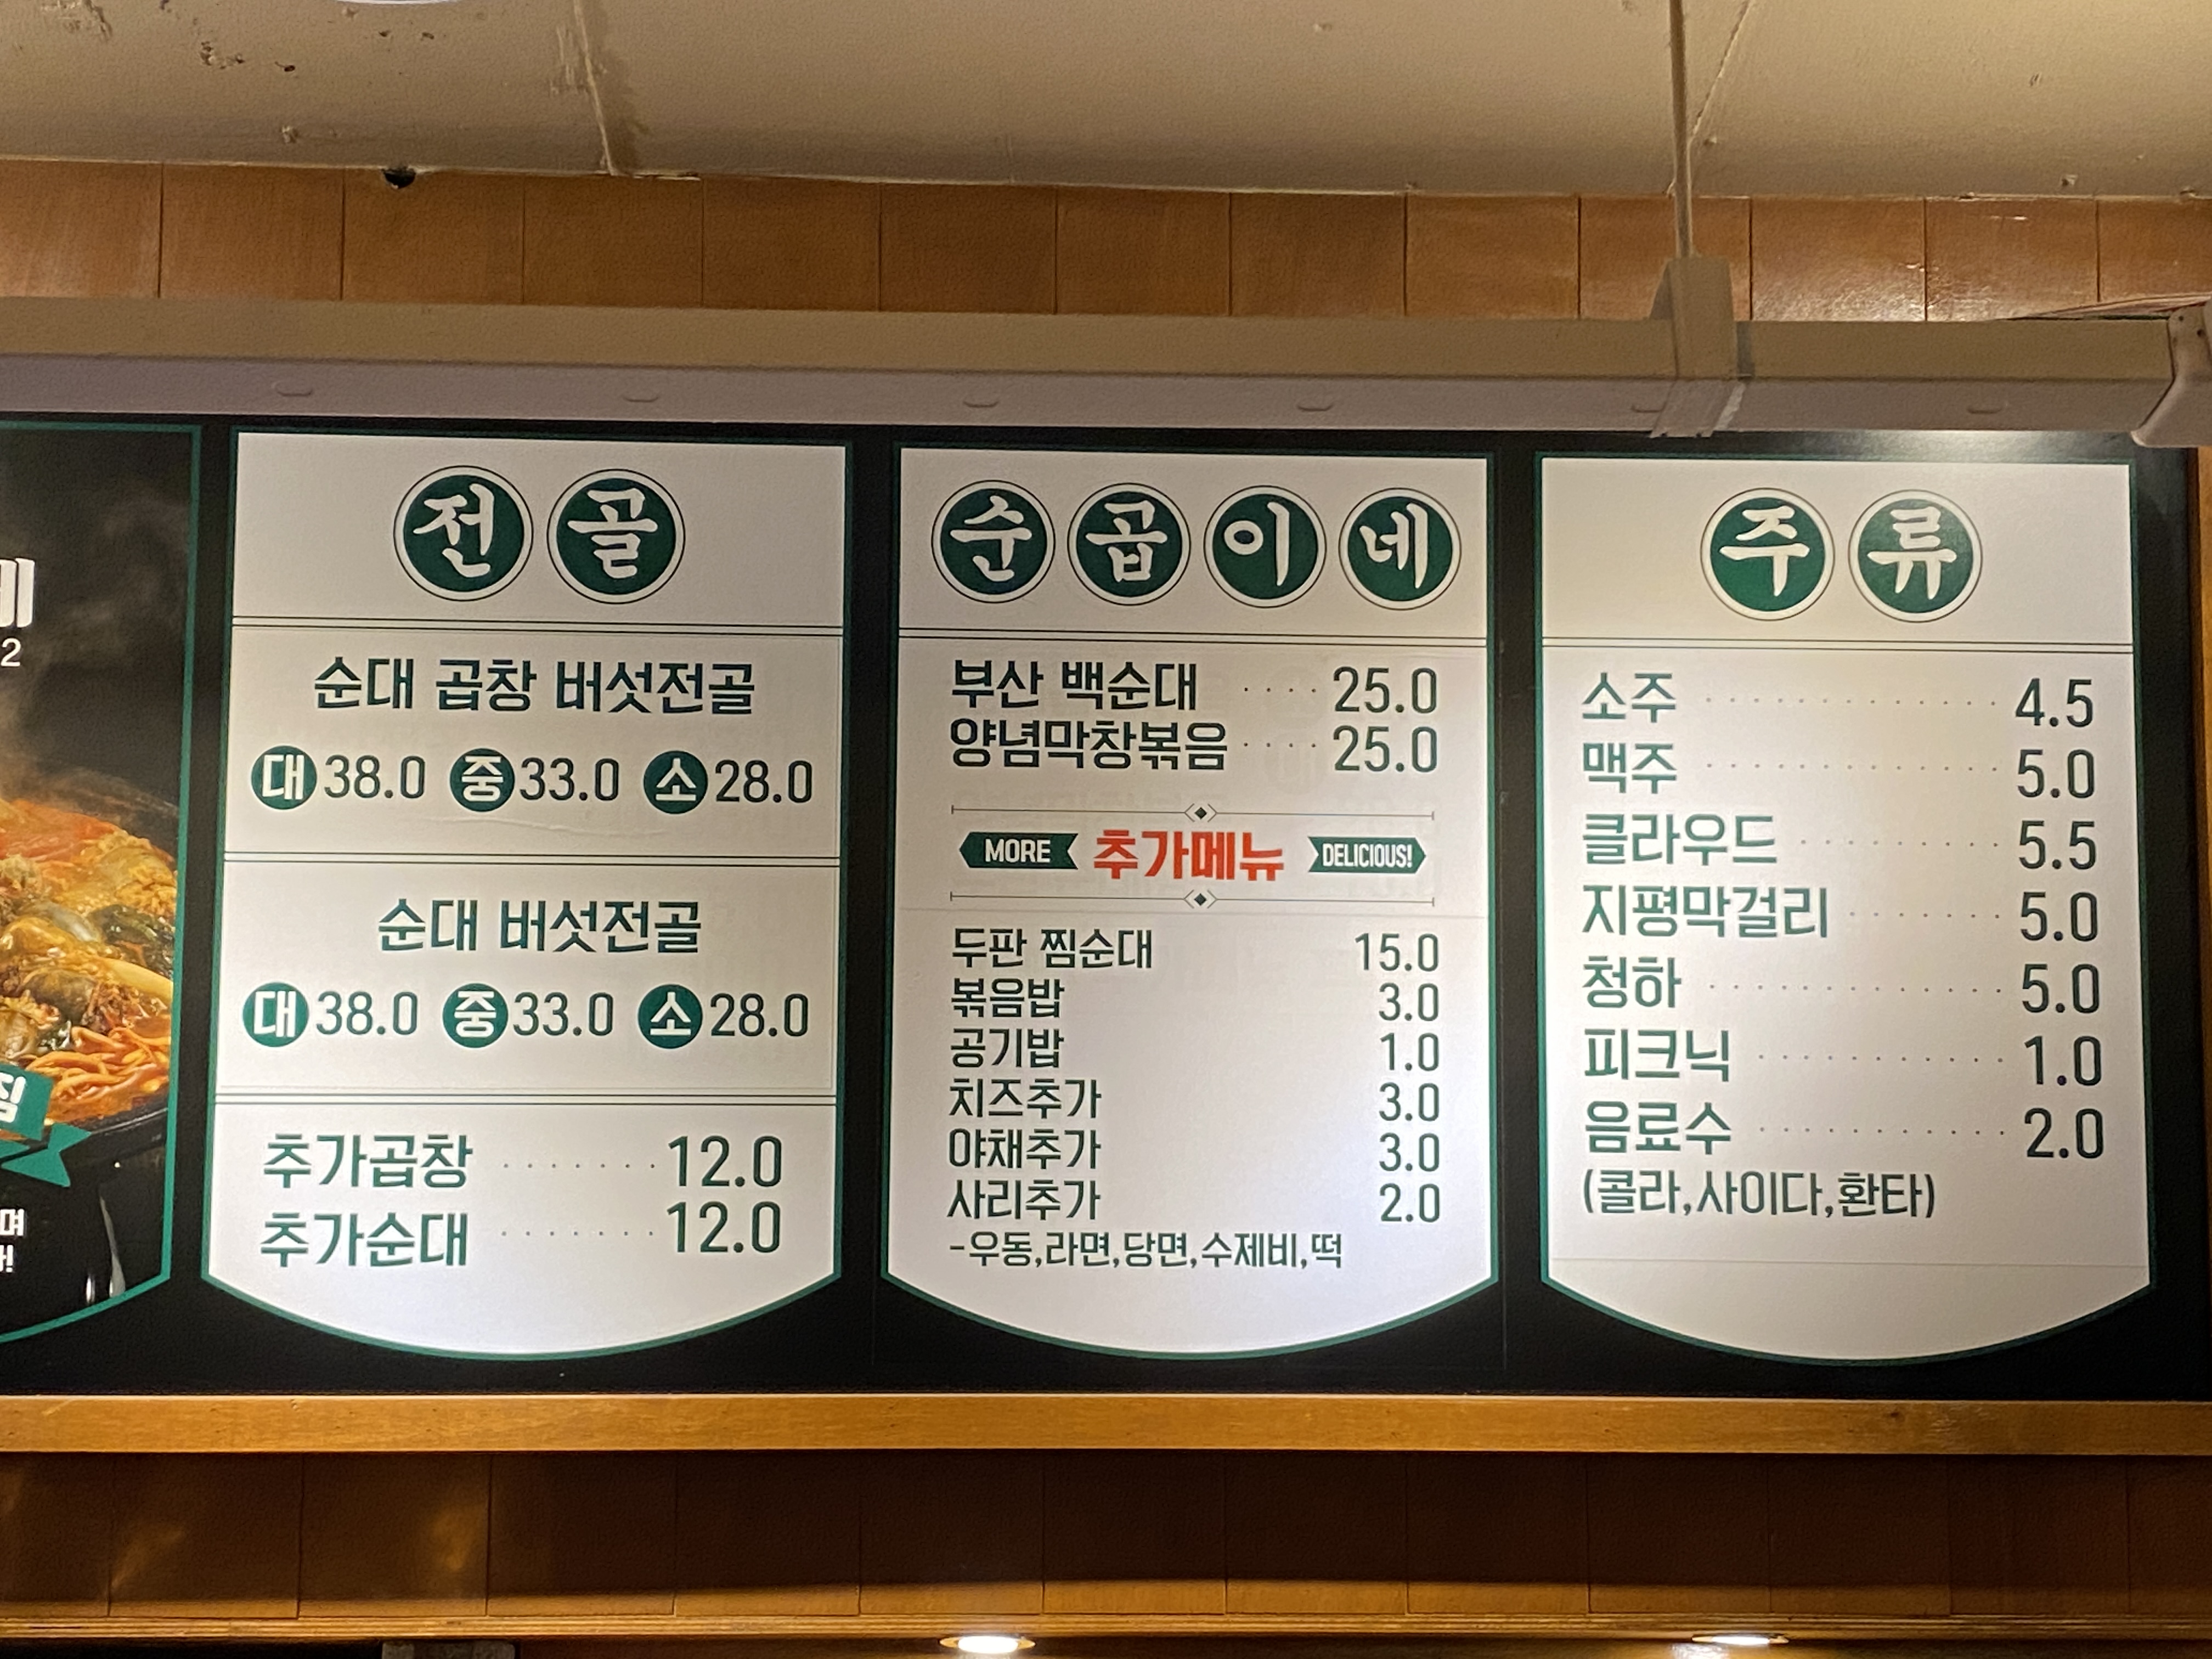 2
전골
순대 곱창 버섯전골
대 38.0 중 33.0 소 28.0
순대 버섯전골
대 38.0 중 33.0 소 28.0
추가곱창 ······· 12.0
추가순대 ······· 12.0
순곱이네
부산 백순대 ···· 25.0
양념막창볶음 ···· 25.0
MORE 추가메뉴 DELICIOUS!
두판 찜순대 15.0
볶음밥 3.0
공기밥 1.0
치즈추가 3.0
야채추가 3.0
사리추가 2.0
-우동,라면,당면,수제비,떡
주류
소주 ············· 4.5
맥주 ············· 5.0
클라우드 ········· 5.5
지평막걸리 ······· 5.0
청하 ············· 5.0
피크닉 ··········· 1.0
음료수 ··········· 2.0
(콜라,사이다,환타)